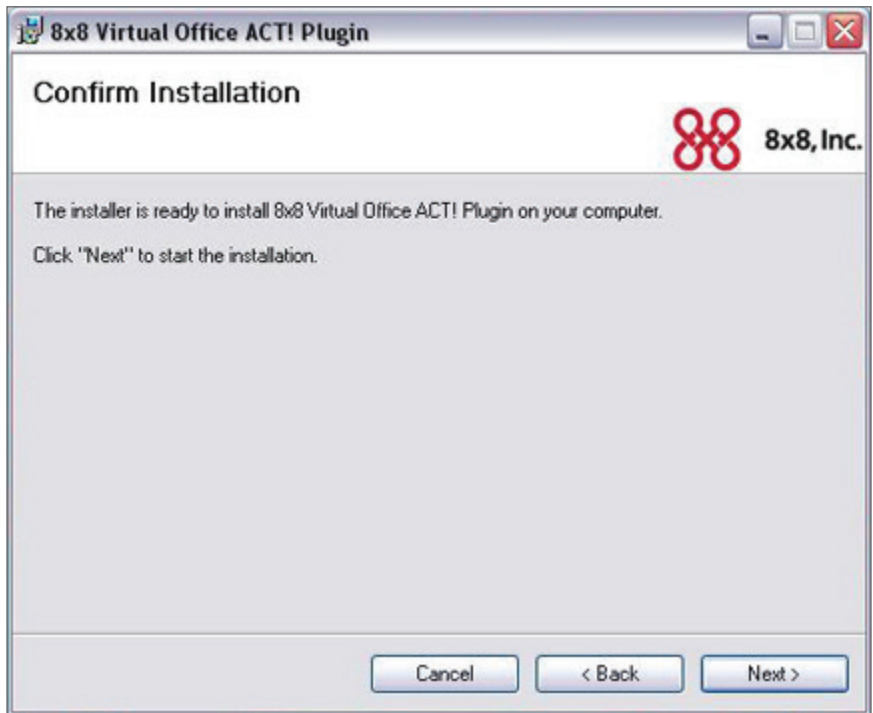 8x8 Virtual Office ACT! Plugin
Confirm Installation
8x8, Inc.
The installer is ready to install 8x8 Virtual Office ACT! Plugin on your computer.
Click "Next" to start the installation.
Cancel
< Back
Next >